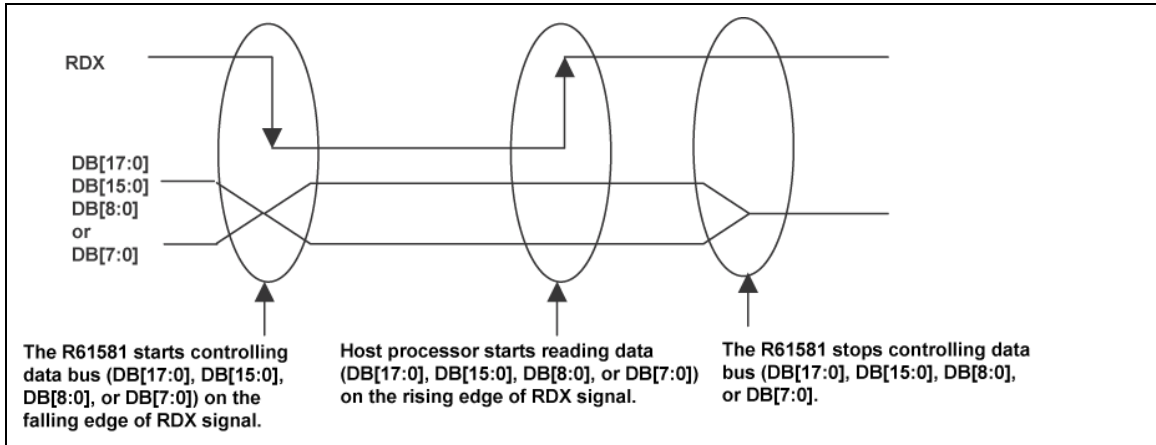 RDX
DB[17:0]
DB[15:0]
DB[8:0]
or
DB[7:0]
The R61581 starts controlling
data bus (DB[17:0], DB[15:0],
DB[8:0], or DB[7:0]) on the
falling edge of RDX signal.
Host processor starts reading data
(DB[17:0], DB[15:0], DB[8:0], or DB[7:0])
on the rising edge of RDX signal.
The R61581 stops controlling data
bus (DB[17:0], DB[15:0], DB[8:0],
or DB[7:0].